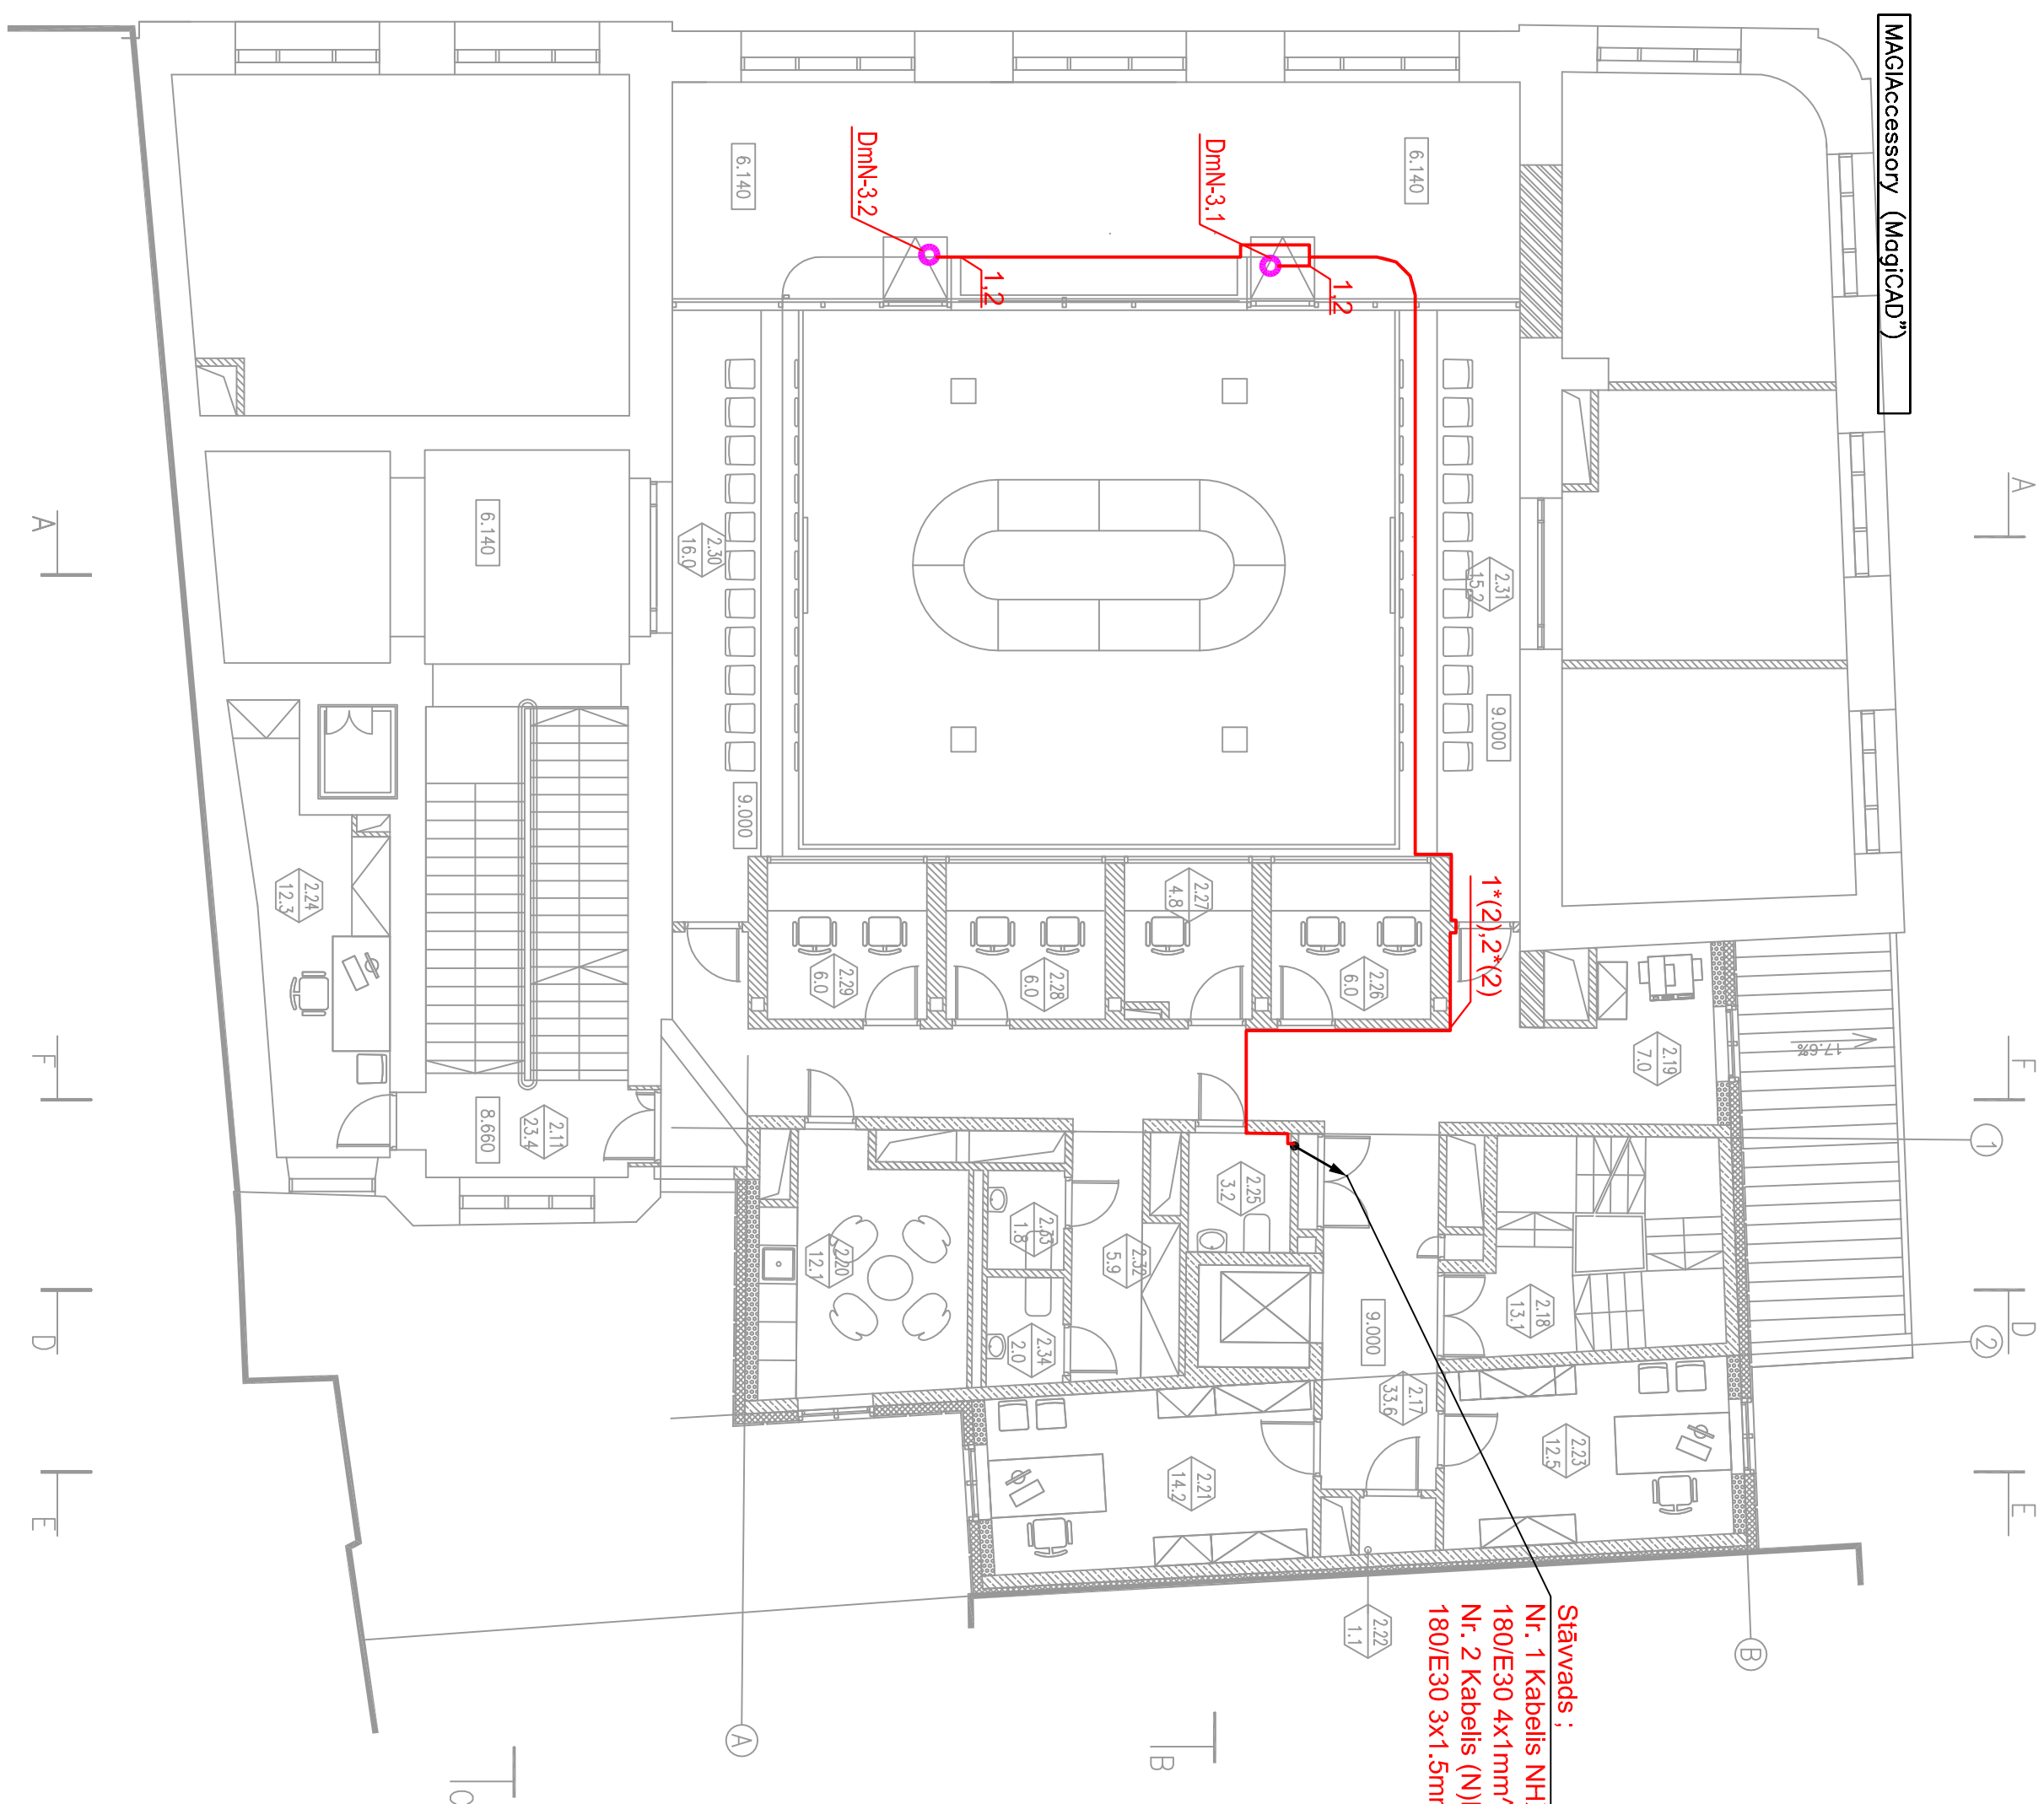 MAGIAccessory (MagiCAD")
DmN-3.2
DmN-3.1
1,2
1,2
6.140
6.140
6.140
2.30
16.0
2.31
15.2
9.000
9.000
1*(2),2*(2)
2.24
12.3
2.29
6.0
2.28
6.0
2.27
4.8
2.26
6.0
2.19
7.0
17.6%
8.660
2.11
23.4
2.20
12.1
2.33
1.8
2.34
2.0
2.32
5.9
2.25
3.2
9.000
2.18
13.1
2.17
33.6
2.21
14.2
2.23
12.5
2.22
1.1
Stāvvads ;
Nr. 1 Kabelis NH
180/E30 4x1mm^
Nr. 2 Kabelis (N)
180/E30 3x1.5m
A
A
F
F
D
D
E
E
1
2
B
A
B
C